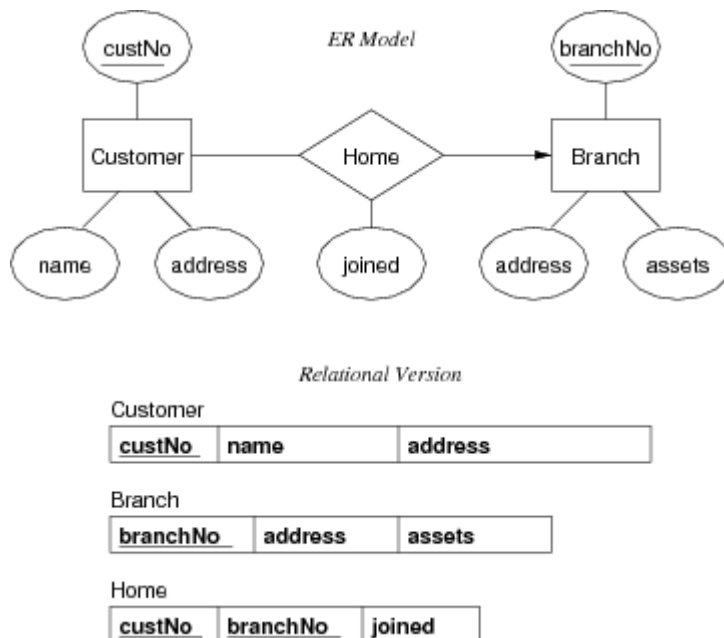 custNo
ER Model
branchNo
Customer
Home
Branch
name
address
joined
address
assets
Relational Version
Customer
custNo name address
Branch
branchNo address assets
Home
custNo branchNo joined